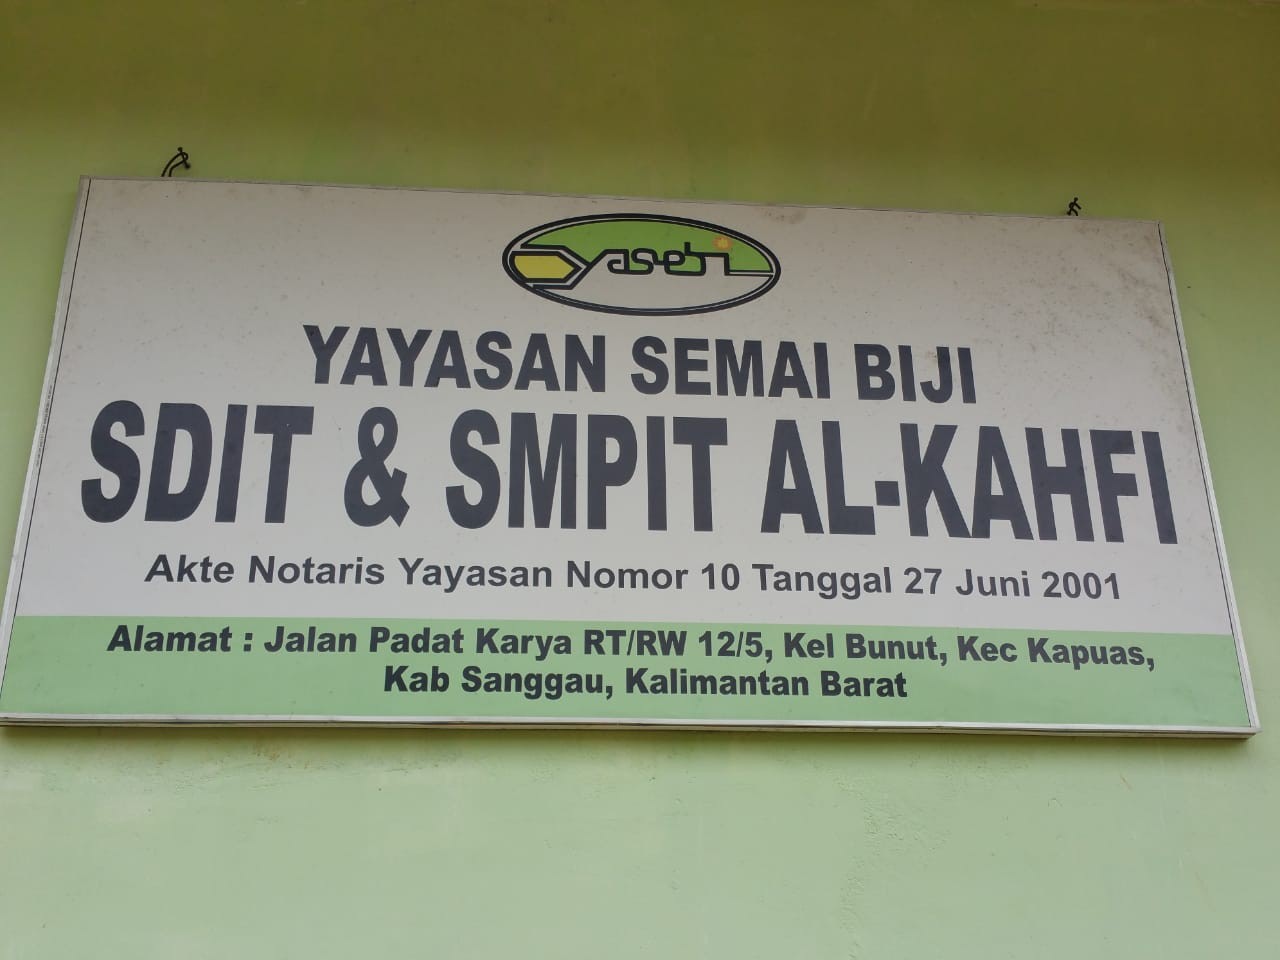 yasebi
YAYASAN SEMAI BIJI
SDIT & SMPIT AL-KAHFI
Akte Notaris Yayasan Nomor 10 Tanggal 27 Juni 2001
Alamat : Jalan Padat Karya RT/RW 12/5, Kel Bunut, Kec Kapuas,
Kab Sanggau, Kalimantan Barat